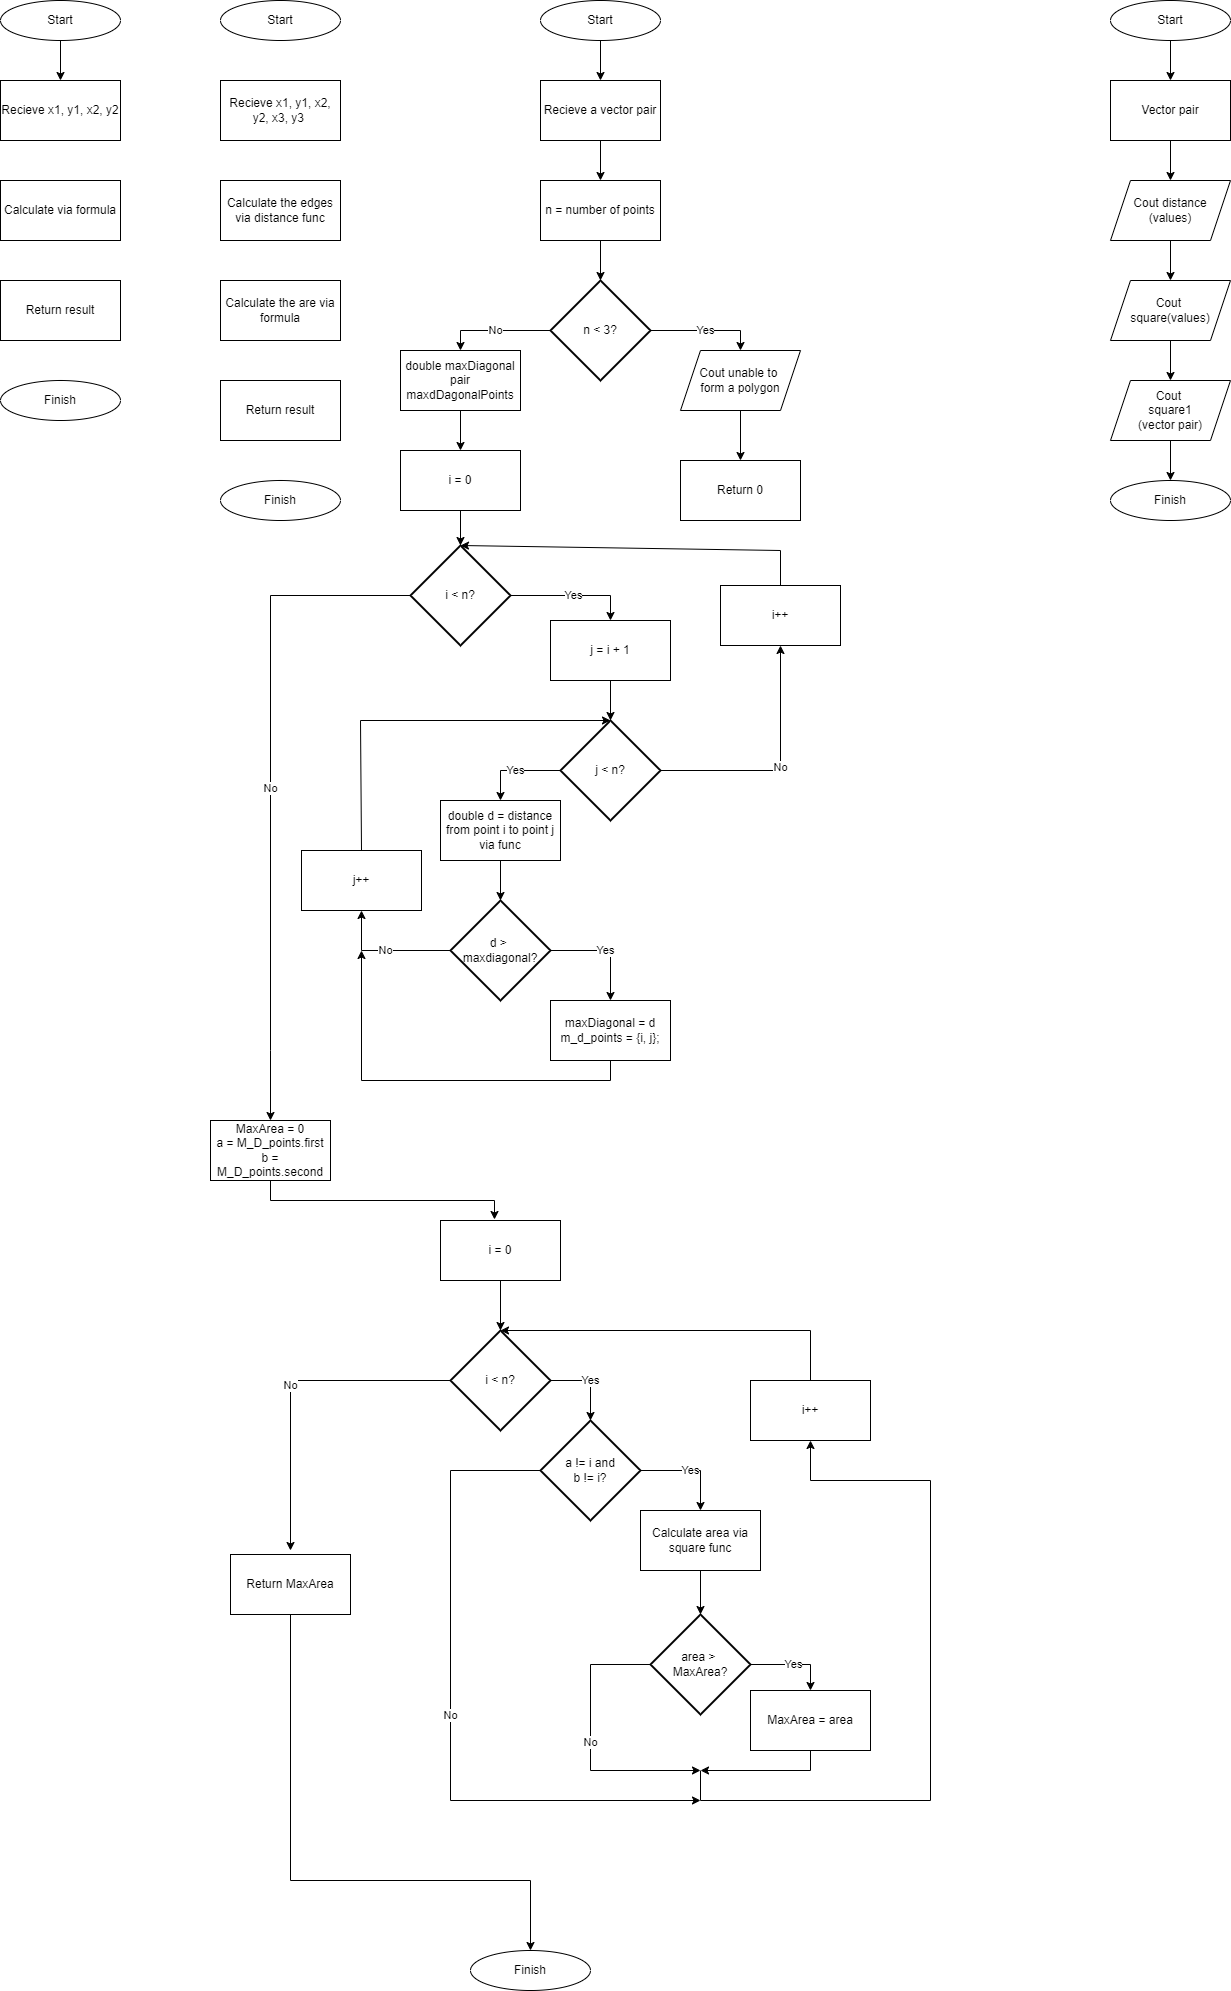 Start
Recieve x1, y1, x2, y2
Calculate via formula
Return result
Finish
Start
Recieve x1, y1, x2,
y2, x3, y3
Calculate the edges
via distance func
Calculate the are via
formula
Return result
Finish
Start
Recieve a vector pair
n = number of points
n < 3?
No
Yes
double maxDiagonal
pair
maxdDagonalPoints
Cout unable to
form a polygon
i = 0
Return 0
i < n?
Yes
No
j = i + 1
i++
j < n?
Yes
No
double d = distance
from point i to point j
via func
j++
d >
maxdiagonal?
No
Yes
maxDiagonal = d
m_d_points = {i, j};
MaxArea = 0
a = M_D_points.first
b =
M_D_points.second
i = 0
i < n?
No
Yes
i++
a != i and
b != i?
Yes
No
Calculate area via
square func
Return MaxArea
area >
MaxArea?
Yes
No
MaxArea = area
Finish
Start
Vector pair
Cout distance
(values)
Cout
square(values)
Cout
square1
(vector pair)
Finish